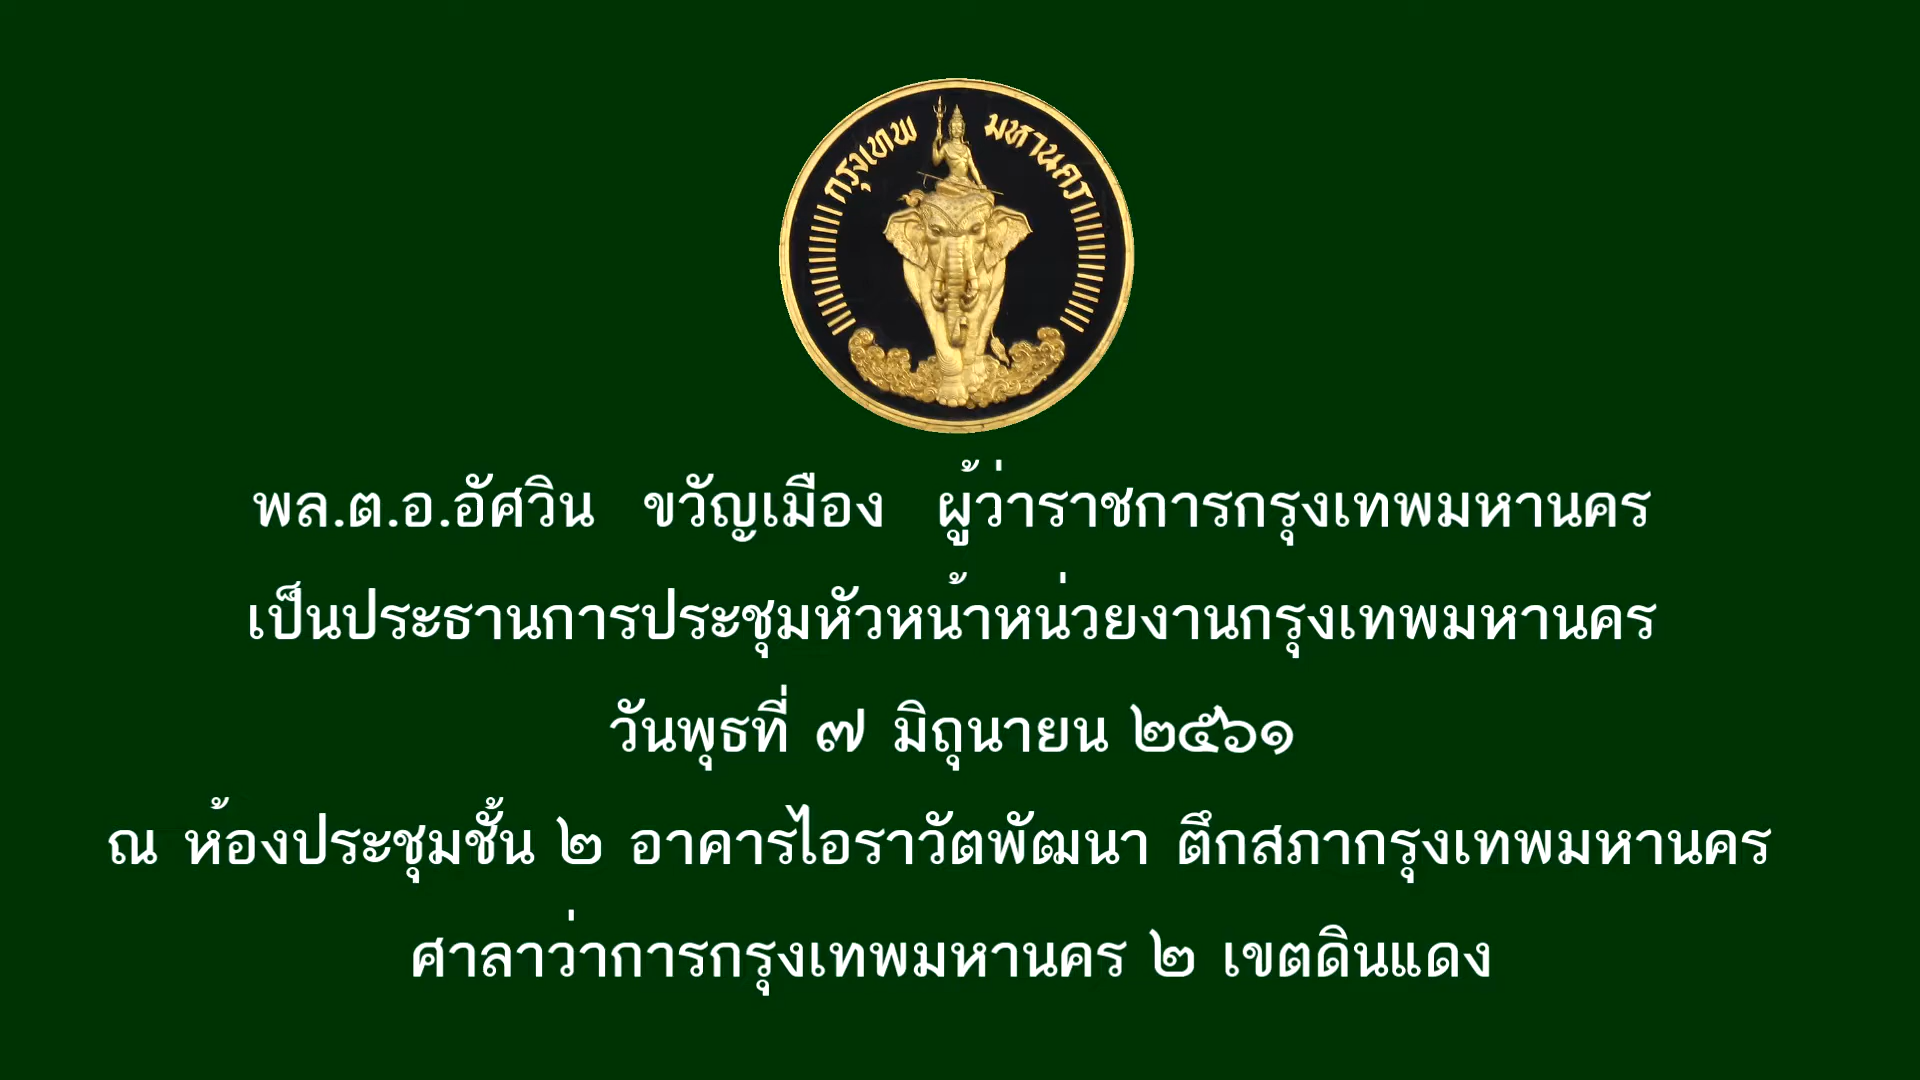 กรุงเทพ มหานคร
พล.ต.อ.อัศวิน ขวัญเมือง ผู้ว่าราชการกรุงเทพมหานคร
เป็นประธานการประชุมหัวหน้าหน่วยงานกรุงเทพมหานคร
วันพุธที่ ๗ มิถุนายน ๒๕๖๑
ณ ห้องประชุมชั้น ๒ อาคารไอราวัตพัฒนา ตึกสภากรุงเทพมหานคร
ศาลาว่าการกรุงเทพมหานคร ๒ เขตดินแดง